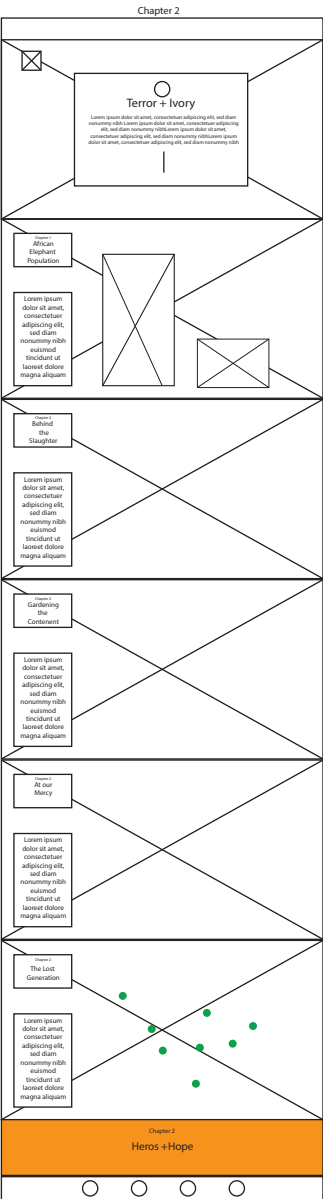 Chapter 2
Terror + Ivory
Lorem ipsum dolor sit amet, consectetuer adipiscing elit, sed diam
nonummy nibh Lorem ipsum dolor sit amet, consectetuer adipiscing
elit, sed diam nonummy nibhLorem ipsum dolor sit amet,
consectetuer adipiscing elit, sed diam nonummy nibhLorem ipsum
dolor sit amet, consectetuer adipiscing elit, sed diam nonummy nibh
Chapter 1
African
Elephant
Population
Lorem ipsum
dolor sit amet,
consectetuer
adipiscing elit,
sed diam
nonummy nibh
euismod
tincidunt ut
laoreet dolore
magna aliquam
Chapter 2
Behind
the
Slaughter
Lorem ipsum
dolor sit amet,
consectetuer
adipiscing elit,
sed diam
nonummy nibh
euismod
tincidunt ut
laoreet dolore
magna aliquam
Gardening
the
Contenent
Lorem ipsum
dolor sit amet,
consectetuer
adipiscing elit,
sed diam
nonummy nibh
euismod
tincidunt ut
laoreet dolore
magna aliquam
Chapter 2
At our
Mercy
Lorem ipsum
dolor sit amet,
consectetuer
adipiscing elit,
sed diam
nonummy nibh
euismod
tincidunt ut
laoreet dolore
magna aliquam
Chapter 2
The Lost
Generation
Lorem ipsum
dolor sit amet,
consectetuer
adipiscing elit,
sed diam
nonummy nibh
euismod
tincidunt ut
laoreet dolore
magna aliquam
Chapter 2
Heros +Hope